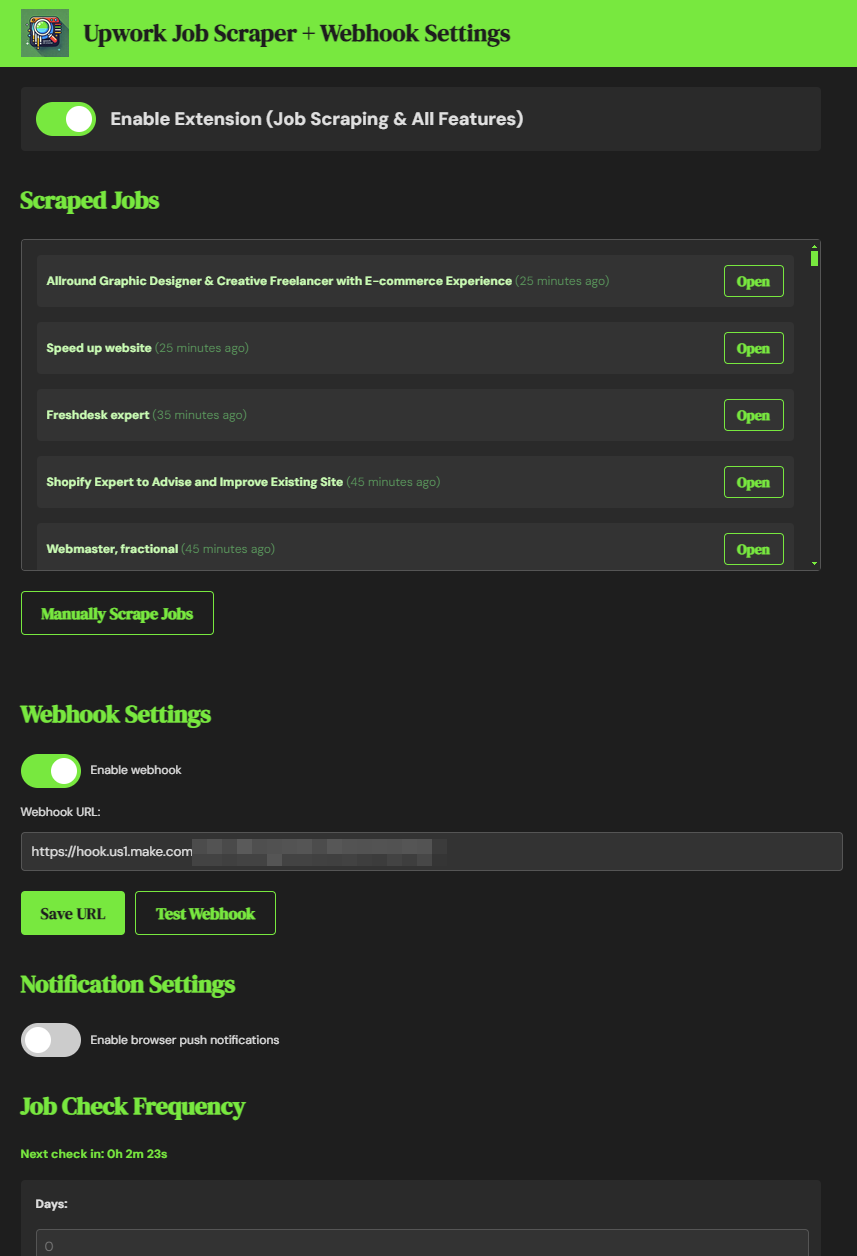 Upwork Job Scraper + Webhook Settings
Enable Extension (Job Scraping & All Features)
Scraped Jobs
Allround Graphic Designer & Creative Freelancer with E-commerce Experience (25 minutes ago)
Open
Speed up website (25 minutes ago)
Open
Freshdesk expert (35 minutes ago)
Open
Shopify Expert to Advise and Improve Existing Site (45 minutes ago)
Open
Webmaster, fractional (45 minutes ago)
Open
Manually Scrape Jobs
Webhook Settings
Enable webhook
Webhook URL:
https://hook.us1.make.com
Save URL
Test Webhook
Notification Settings
Enable browser push notifications
Job Check Frequency
Next check in: 0h 2m 23s
Days:
0